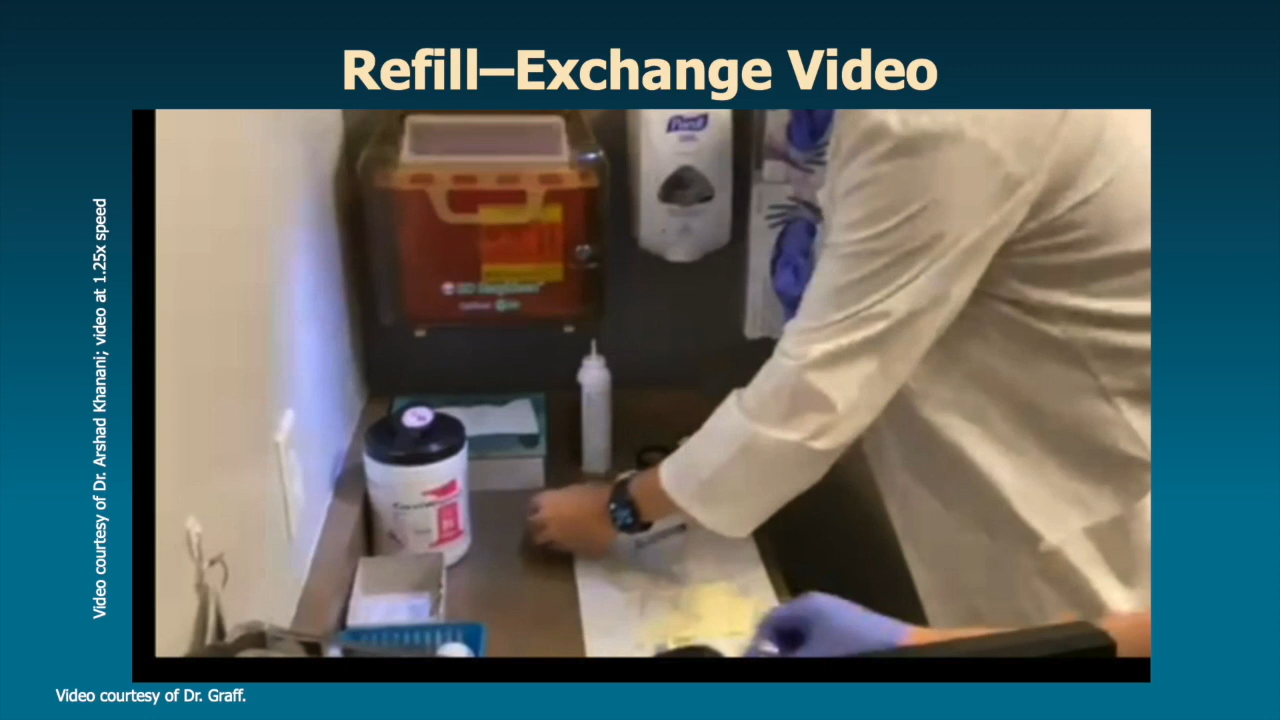 Refill–Exchange Video
Purell
Video courtesy of Dr. Arshad Khanani; video at 1.25x speed
Video courtesy of Dr. Graff.